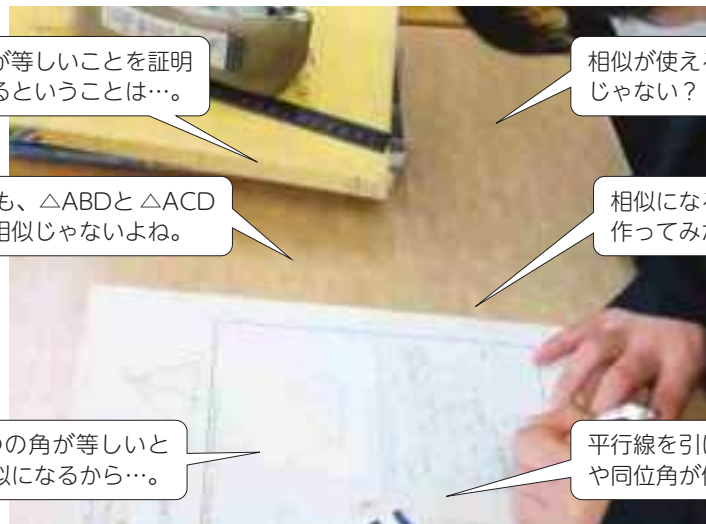 が等しいことを証明
るということは…。
相似が使える
じゃない?
も、△ABDと△ACD
相似じゃないよね。
相似になる
作ってみた
の角が等しいと
似になるから…。
平行線を引
や同位角が